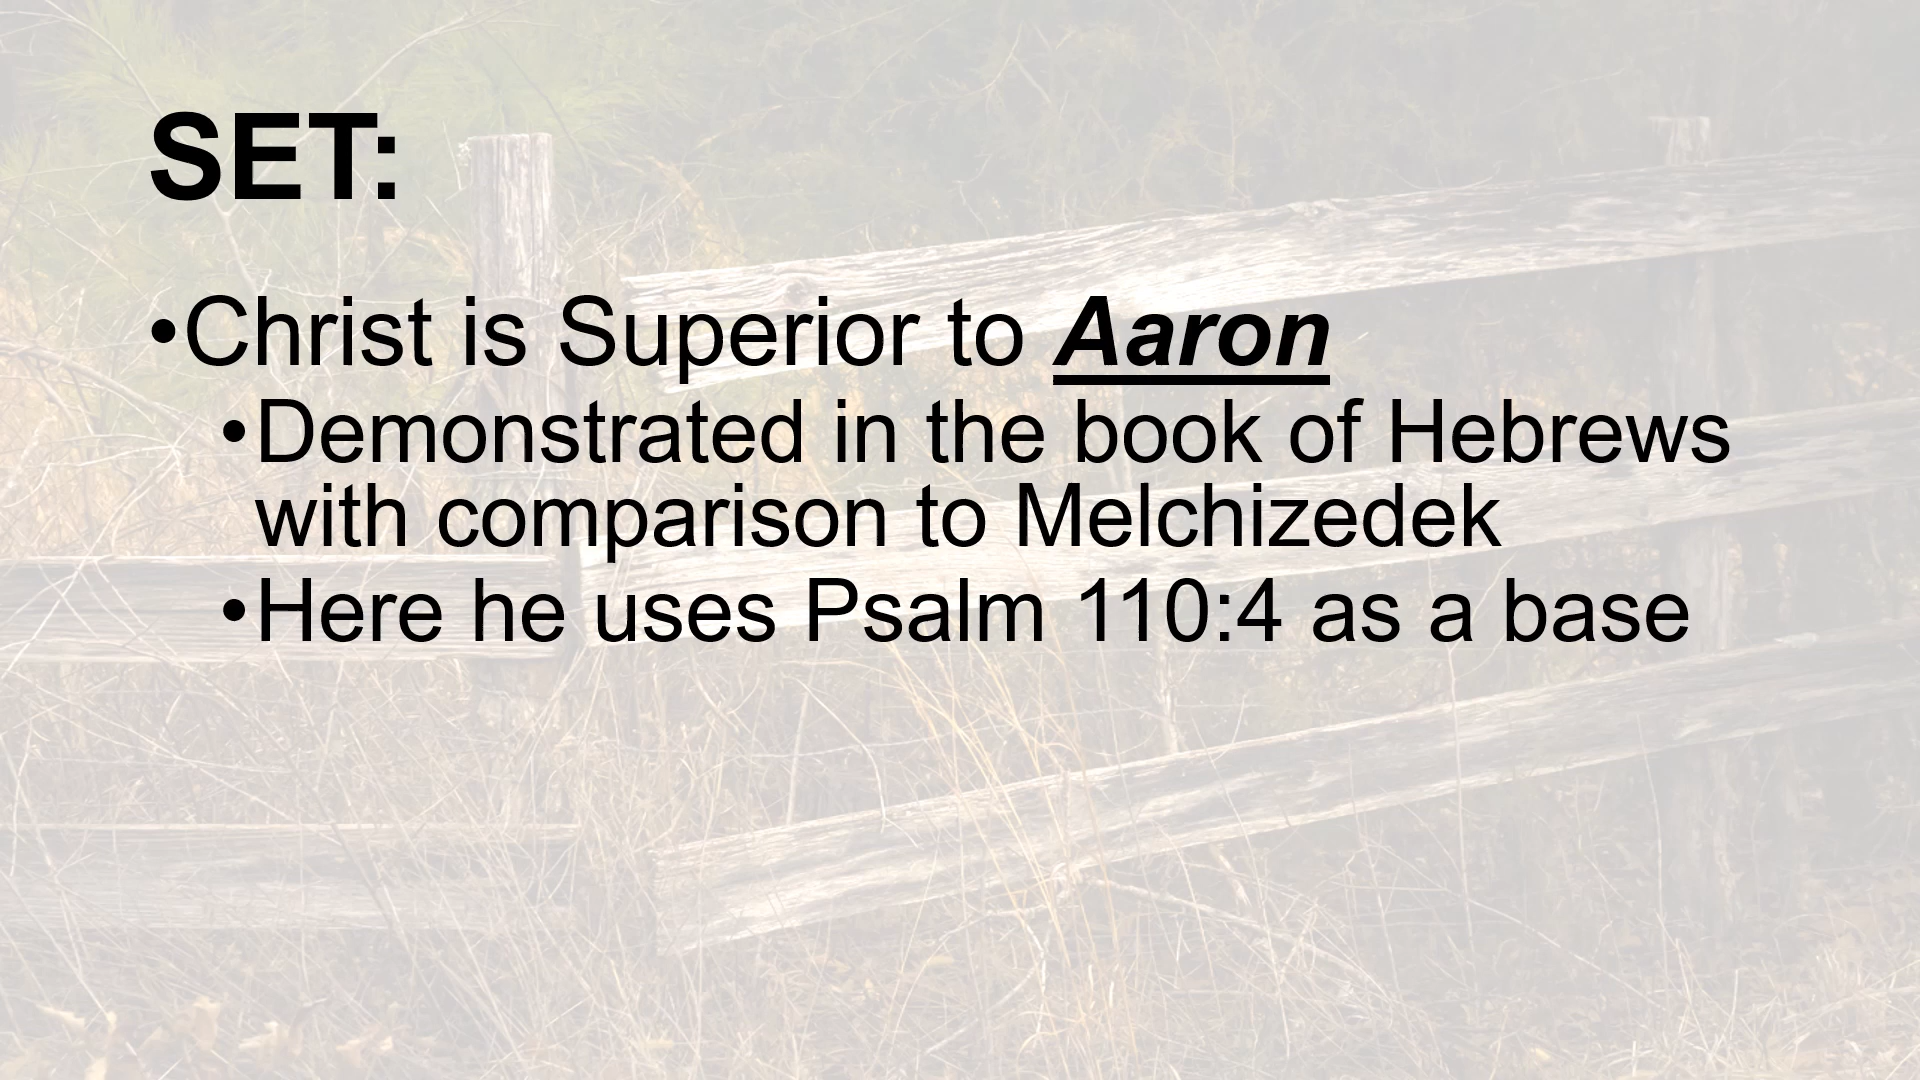 SET:
•Christ is Superior to Aaron
•Demonstrated in the book of Hebrews
with comparison to Melchizedek
•Here he uses Psalm 110:4 as a base